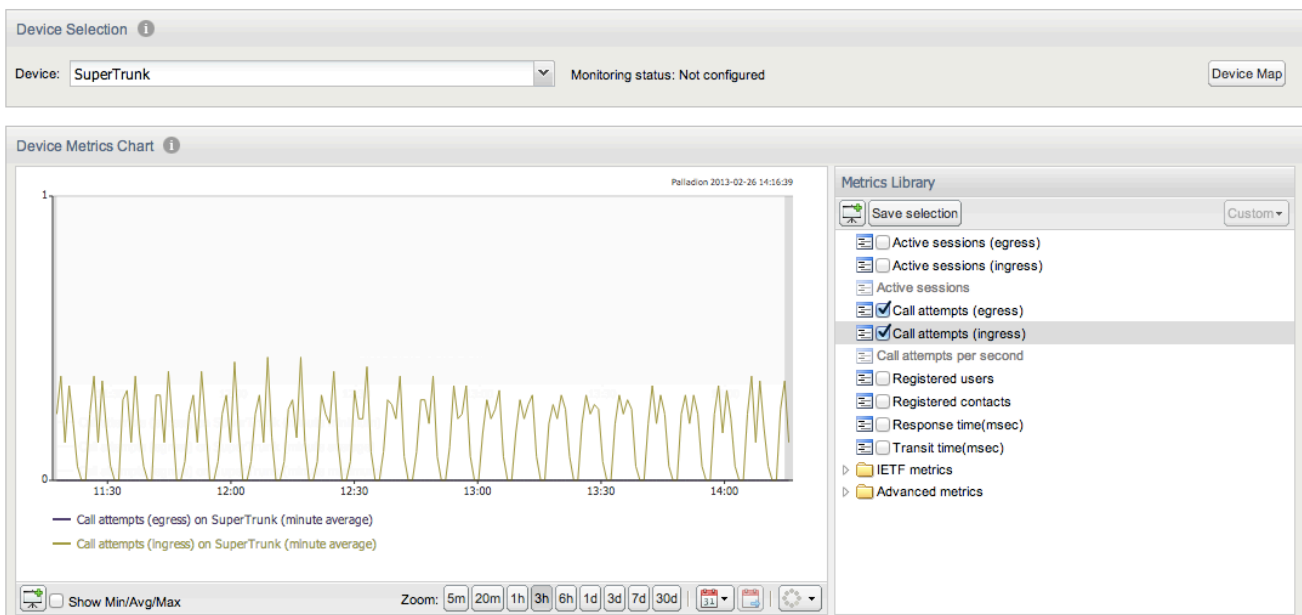 Device Selection i
Device: SuperTrunk Monitoring status: Not configured Device Map
Device Metrics Chart i
Palladion 2013-02-26 14:16:39
1
0
11:30 12:00 12:30 13:00 13:30 14:00
Call attempts (egress) on SuperTrunk (minute average)
Call attempts (ingress) on SuperTrunk (minute average)
Show Min/Avg/Max Zoom: 5m 20m 1h 3h 6h 1d 3d 7d 30d 31
Metrics Library
Save selection Custom
Active sessions (egress)
Active sessions (ingress)
Active sessions
Call attempts (egress)
Call attempts (ingress)
Call attempts per second
Registered users
Registered contacts
Response time(msec)
Transit time(msec)
IETF metrics
Advanced metrics